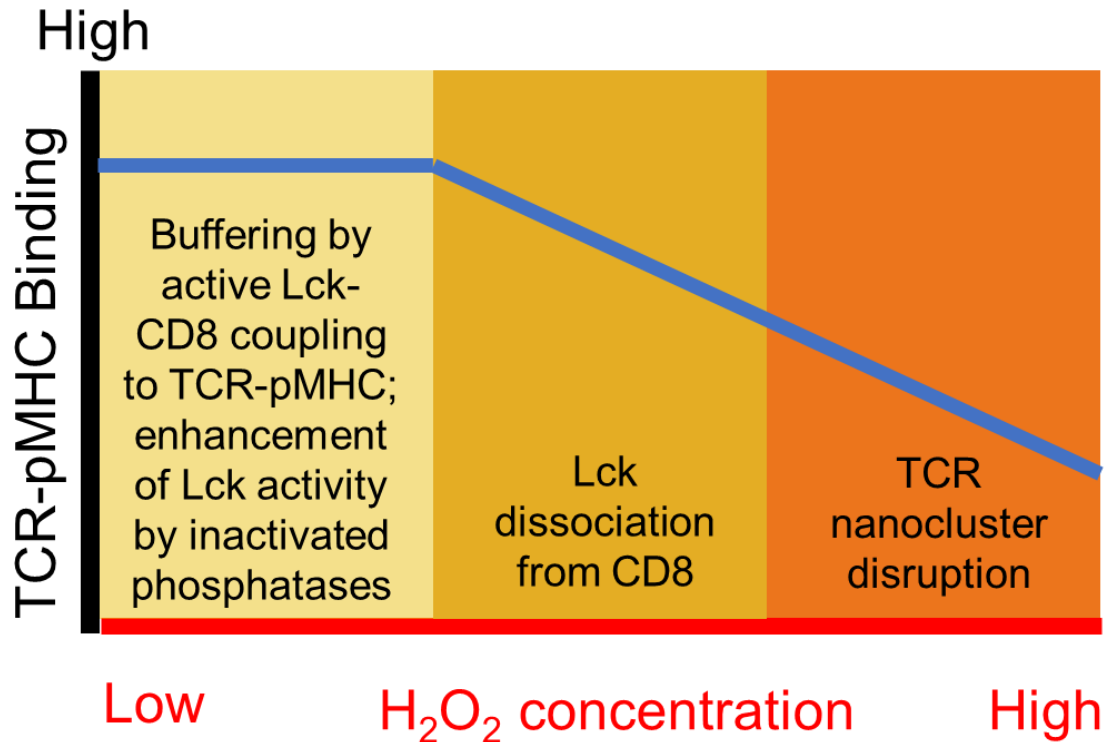 High
TCR-pMHC Binding
Buffering by
active Lck-
CD8 coupling
to TCR-pMHC;
enhancement
of Lck activity
by inactivated
phosphatases
Lck
dissociation
from CD8
TCR
nanocluster
disruption
Low
H₂O₂ concentration
High